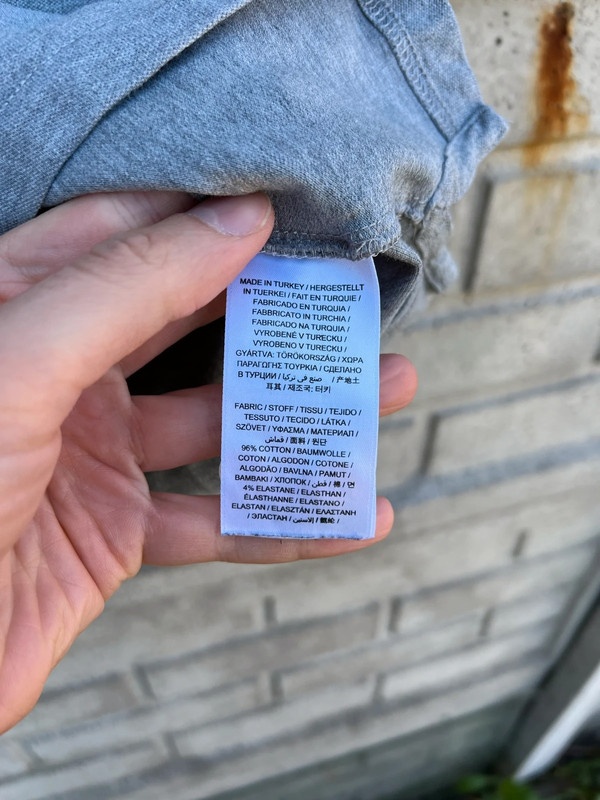 MADE IN TURKEY / HERGESTELLT
IN TUERKEI / FAIT EN TURQUIE /
FABRICADO EN TURQUIA /
FABBRICATO IN TURCHIA /
FABRICADO NA TURQUIA /
VYROBENÉ V TURECKU /
VYROBENO V TURECKU /
GYÁRTVA: TÖRÖKORSZÁG / ΧΩΡΑ
ΠΑΡΑΓΩΓΗΣ ΤΟΥΡΚΙΑ / СДЕЛАНО
В ТУРЦИИ / صنع في تركيا / 产地土
耳其 / 제조국: 터키
FABRIC / STOFF / TISSU / TEJIDO /
TESSUTO / TECIDO / LÁTKA /
SZÖVET / ΥΦΑΣΜΑ / МАТЕРИАЛ /
قماش / 面料 / 원단
96% COTTON / BAUMWOLLE /
COTON / ALGODON / COTONE /
ALGODÃO / BAVLNA / PAMUT /
ΒΑΜΒΑΚΙ / ХЛОПОК / قطن / 棉 / 면
4% ELASTANE / ELASTHAN /
ÉLASTHANNE / ELASTANO /
ELASTAN / ELASZTÁN / ΕΛΑΣΤΑΝΗ
/ ЭЛАСТАН / الاستين /